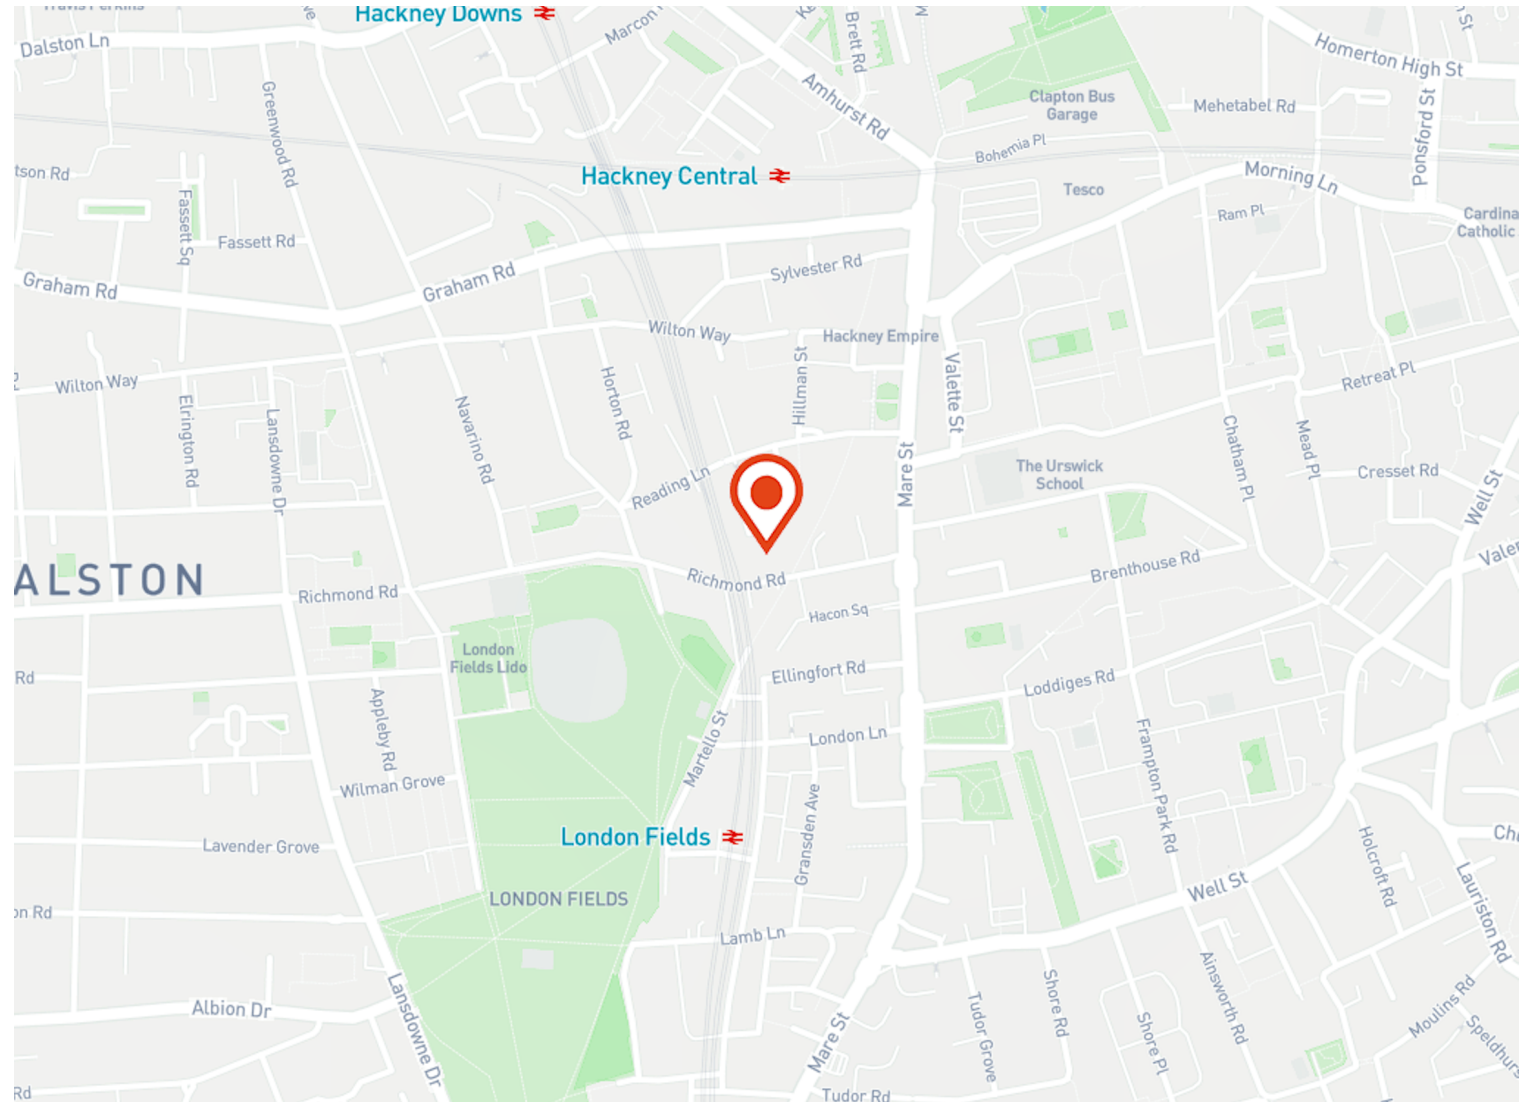 Travis Perkins
Hackney Downs
Dalston Ln
Marcon
Brett Rd
Homerton High St
Greenwood Rd
Amhurst Rd
Clapton Bus
Garage
Mehetabel Rd
Ponsford St
Bohemia Pl
tson Rd
Hackney Central
Tesco
Morning Ln
Fassett Sq
Fassett Rd
Ram Pl
Cardina
Catholic
Graham Rd
Graham Rd
Sylvester Rd
Wilton Way
Hackney Empire
Wilton Way
Hillman St
Valette St
Retreat Pl
Elrington Rd
Lansdowne Dr
Navarino Rd
Horton Rd
Reading Ln
Mare St
The Urswick
School
Chatham Pl
Mead Pl
Cresset Rd
Well St
ALSTON
Richmond Rd
Richmond Rd
Brenthouse Rd
Valen
Hacon Sq
London
Fields Lido
Rd
Ellingfort Rd
Loddiges Rd
Appleby Rd
Martello St
London Ln
Frampton Park Rd
Wilman Grove
Gransden Ave
London Fields
Lavender Grove
Holcroft Rd
Well St
Lauriston Rd
LONDON FIELDS
on Rd
Lamb Ln
Albion Dr
Lansdowne Dr
Mare St
Tudor Grove
Shore Rd
Shore Pl
Ainsworth Rd
Moulins Rd
Speldhurs
Rd
Tudor Rd